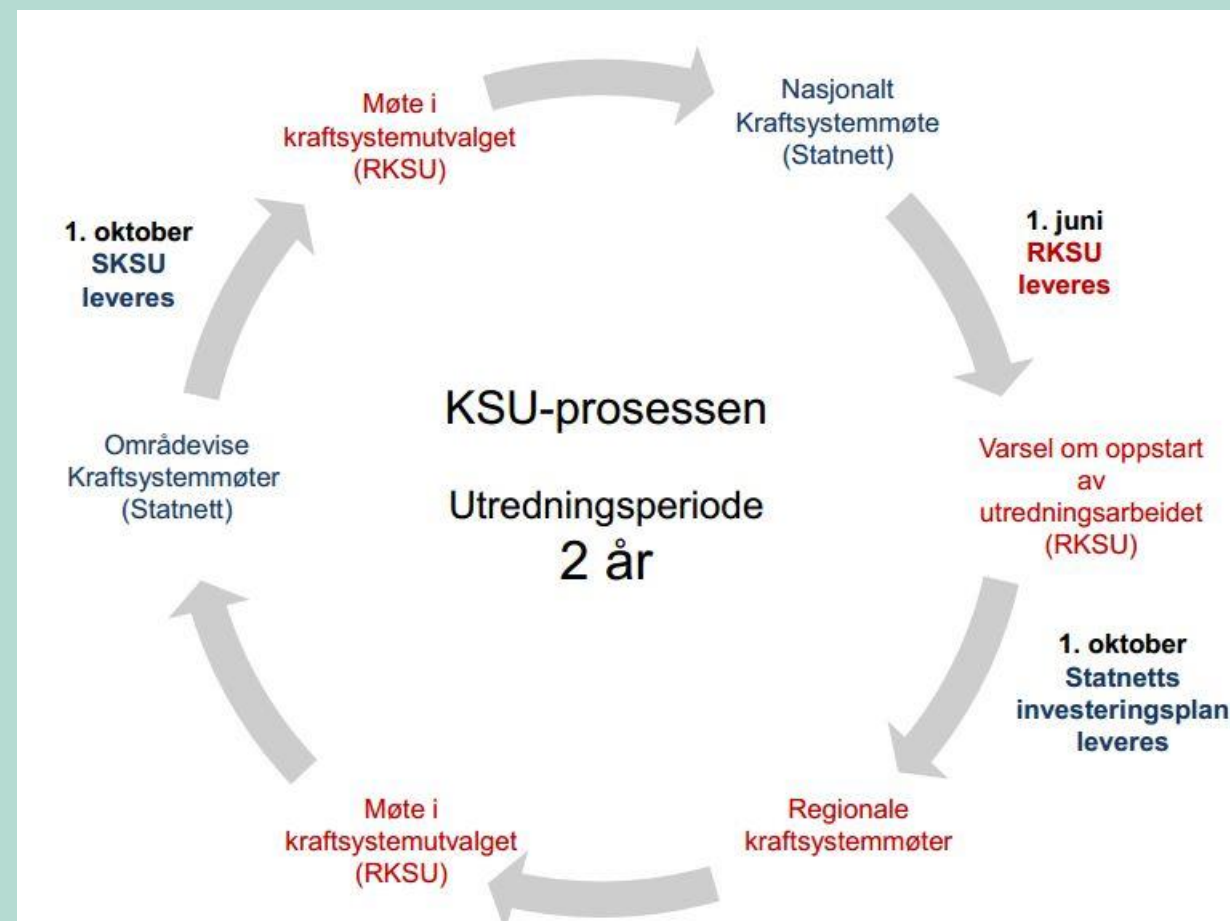 Møte i
kraftsystemutvalget
(RKSU)
Nasjonalt
Kraftsystemmøte
(Statnett)
1. oktober
SKSU
leveres
1. juni
RKSU
leveres
KSU-prosessen
Utredningsperiode
2 år
Områdevise
Kraftsystemmøter
(Statnett)
Varsel om oppstart
av
utredningsarbeidet
(RKSU)
1. oktober
Statnetts
investeringsplan
leveres
Møte i
kraftsystemutvalget
(RKSU)
Regionale
kraftsystemmøter